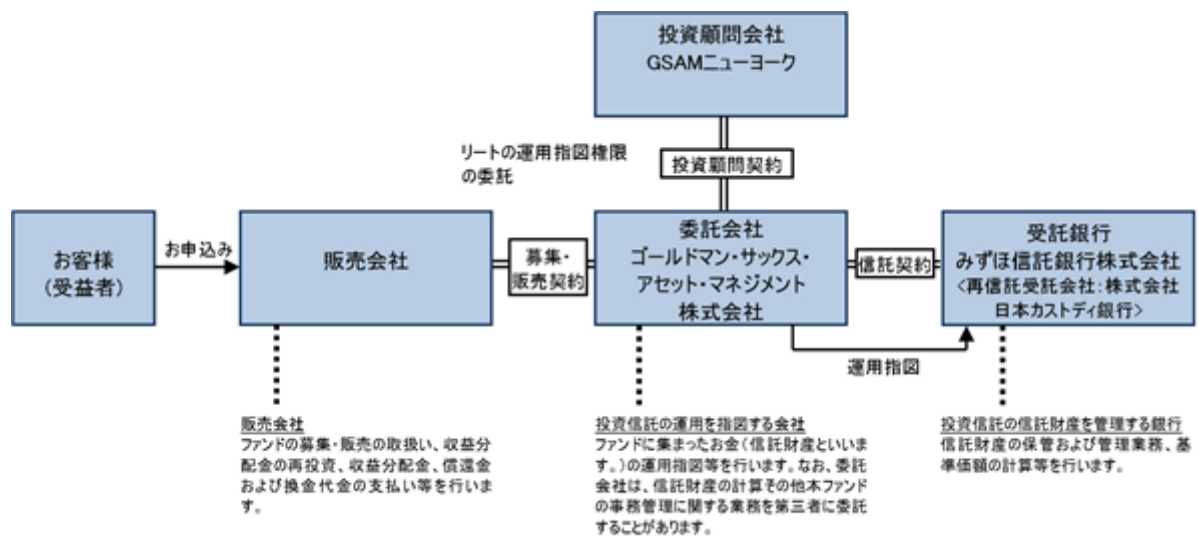 投資顧問会社
GSAMニューヨーク
リートの運用指図権限
の委託
投資顧問契約
お客様
(受益者)
お申込み
販売会社
募集・
販売契約
委託会社
ゴールドマン・サックス・
アセット・マネジメント
株式会社
信託契約
受託銀行
みずほ信託銀行株式会社
<再信託受託会社:株式会社
日本カストディ銀行>
運用指図
販売会社
ファンドの募集・販売の取扱い、収益分
配金の再投資、収益分配金、償還金
および換金代金の支払い等を行いま
す。
投資信託の運用を指図する会社
ファンドに集まったお金(信託財産といいま
す。)の運用指図等を行います。なお、委託
会社は、信託財産の計算その他本ファンド
の事務管理に関する業務を第三者に委託
することがあります。
投資信託の信託財産を管理する銀行
信託財産の保管および管理業務、基
準価額の計算等を行います。